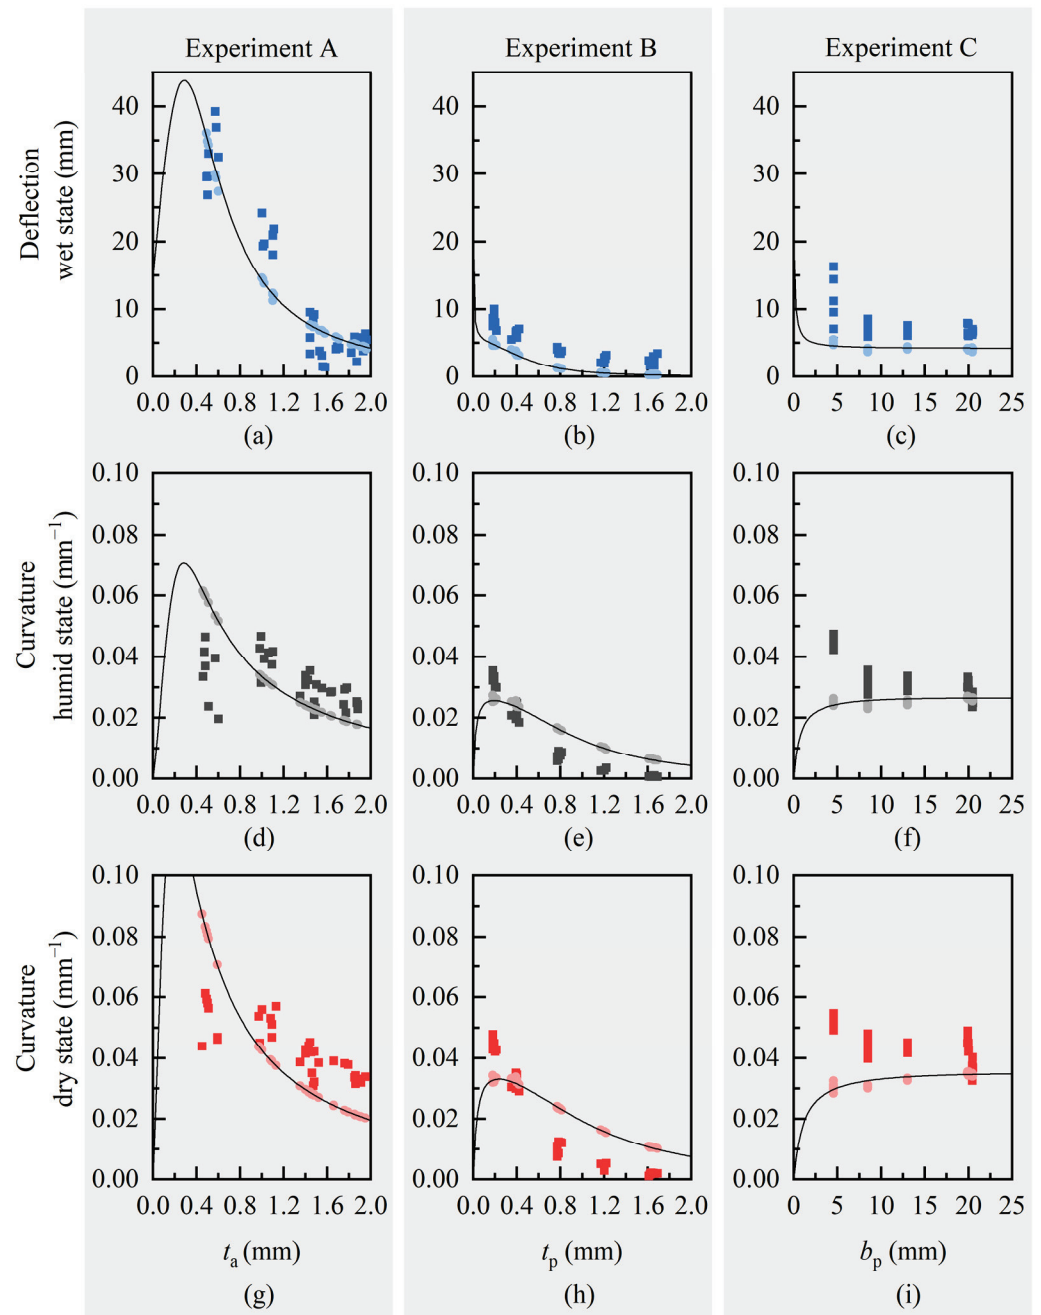 Experiment A Experiment B Experiment C
Deflection
wet state (mm)
40 40 40
30 30 30
20 20 20
10 10 10
0 0 0
0.0 0.4 0.8 1.2 1.6 2.0 0.0 0.4 0.8 1.2 1.6 2.0 0 5 10 15 20 25
(a) (b) (c)
Curvature
humid state (mm⁻¹)
0.10 0.10 0.10
0.08 0.08 0.08
0.06 0.06 0.06
0.04 0.04 0.04
0.02 0.02 0.02
0.00 0.00 0.00
0.0 0.4 0.8 1.2 1.6 2.0 0.0 0.4 0.8 1.2 1.6 2.0 0 5 10 15 20 25
(d) (e) (f)
Curvature
dry state (mm⁻¹)
0.10 0.10 0.10
0.08 0.08 0.08
0.06 0.06 0.06
0.04 0.04 0.04
0.02 0.02 0.02
0.00 0.00 0.00
0.0 0.4 0.8 1.2 1.6 2.0 0.0 0.4 0.8 1.2 1.6 2.0 0 5 10 15 20 25
tₐ (mm) tₚ (mm) bₚ (mm)
(g) (h) (i)